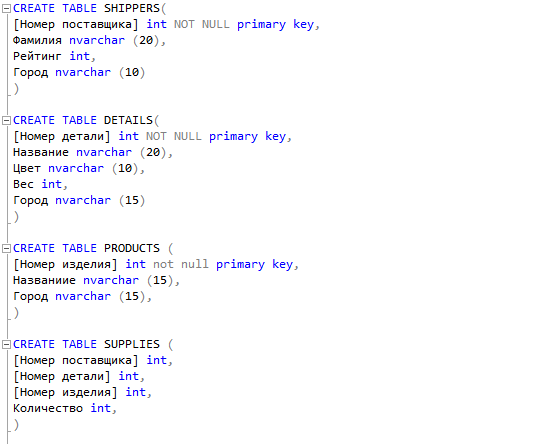 CREATE TABLE SHIPPERS(
[Номер поставщика] int NOT NULL primary key,
Фамилия nvarchar (20),
Рейтинг int,
Город nvarchar (10)
)
CREATE TABLE DETAILS(
[Номер детали] int NOT NULL primary key,
Название nvarchar (20),
Цвет nvarchar (10),
Вес int,
Город nvarchar (15)
)
CREATE TABLE PRODUCTS (
[Номер изделия] int not null primary key,
Названиие nvarchar (15),
Город nvarchar (15),
)
CREATE TABLE SUPPLIES (
[Номер поставщика] int,
[Номер детали] int,
[Номер изделия] int,
Количество int,
)